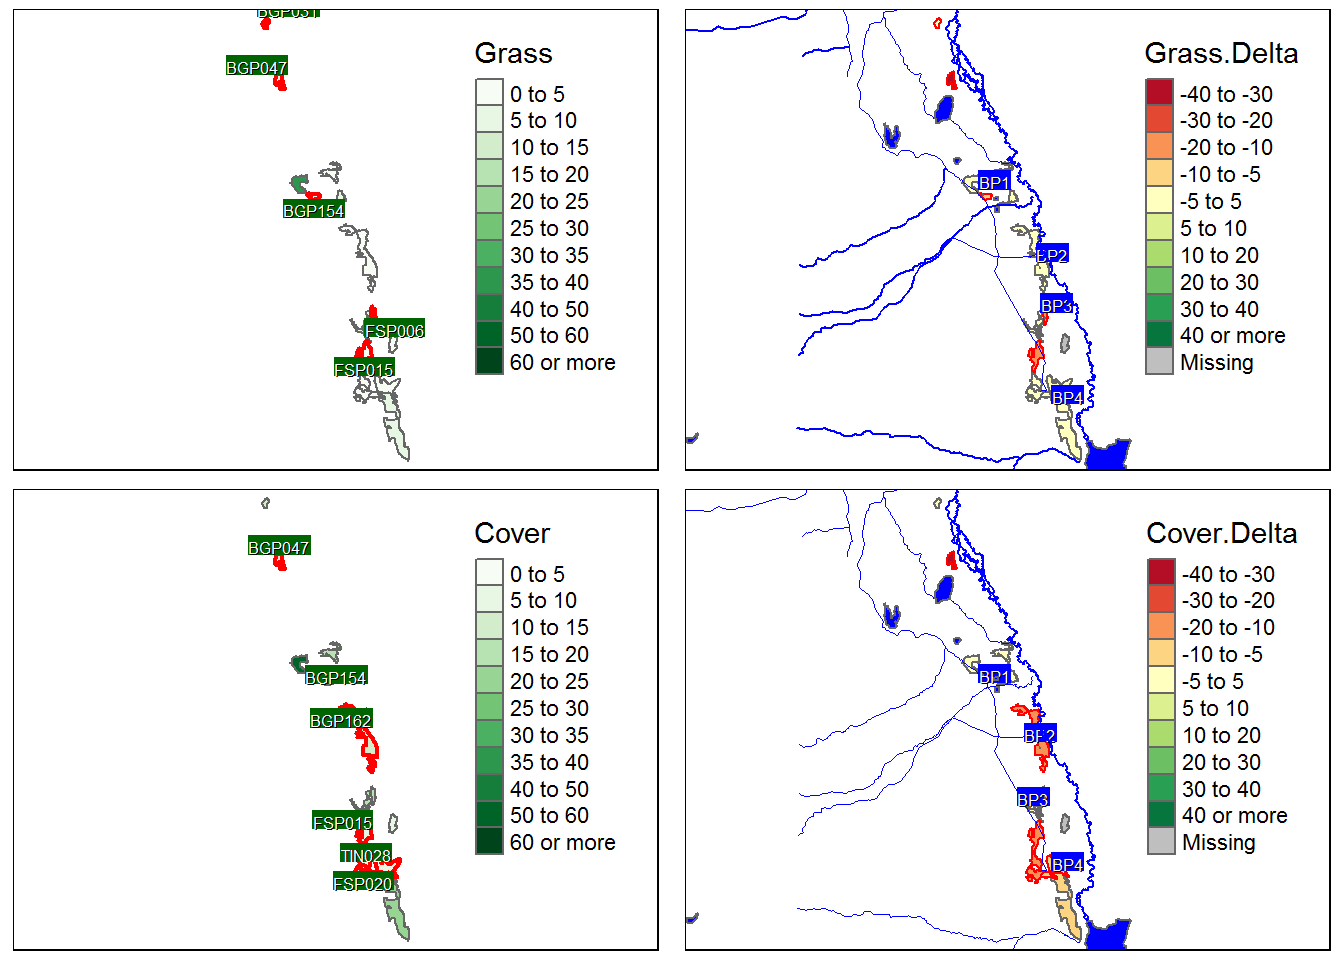 BGP031
BGP047
BGP154
FSP006
FSP015
Grass
0 to 5
5 to 10
10 to 15
15 to 20
20 to 25
25 to 30
30 to 35
35 to 40
40 to 50
50 to 60
60 or more
BP1
BP2
BP3
BP4
Grass.Delta
-40 to -30
-30 to -20
-20 to -10
-10 to -5
-5 to 5
5 to 10
10 to 20
20 to 30
30 to 40
40 or more
Missing
BGP047
BGP154
BGP162
FSP015
TIN028
FSP020
Cover
0 to 5
5 to 10
10 to 15
15 to 20
20 to 25
25 to 30
30 to 35
35 to 40
40 to 50
50 to 60
60 or more
BP1
BP2
BP3
BP4
Cover.Delta
-40 to -30
-30 to -20
-20 to -10
-10 to -5
-5 to 5
5 to 10
10 to 20
20 to 30
30 to 40
40 or more
Missing